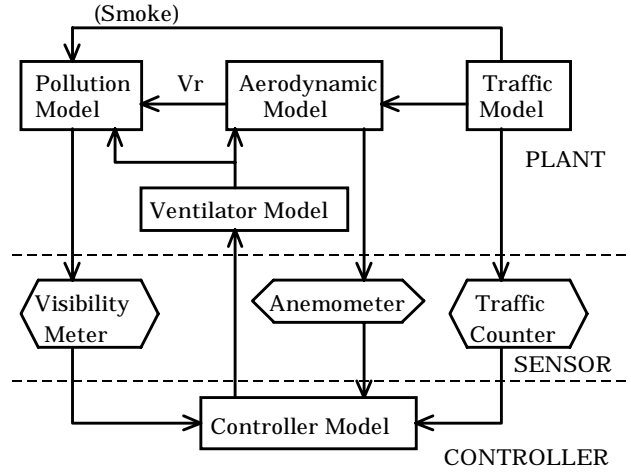 (Smoke)
Pollution
Model
Vr
Aerodynamic
Model
Traffic
Model
PLANT
Ventilator Model
Visibility
Meter
Anemometer
Traffic
Counter
SENSOR
Controller Model
CONTROLLER